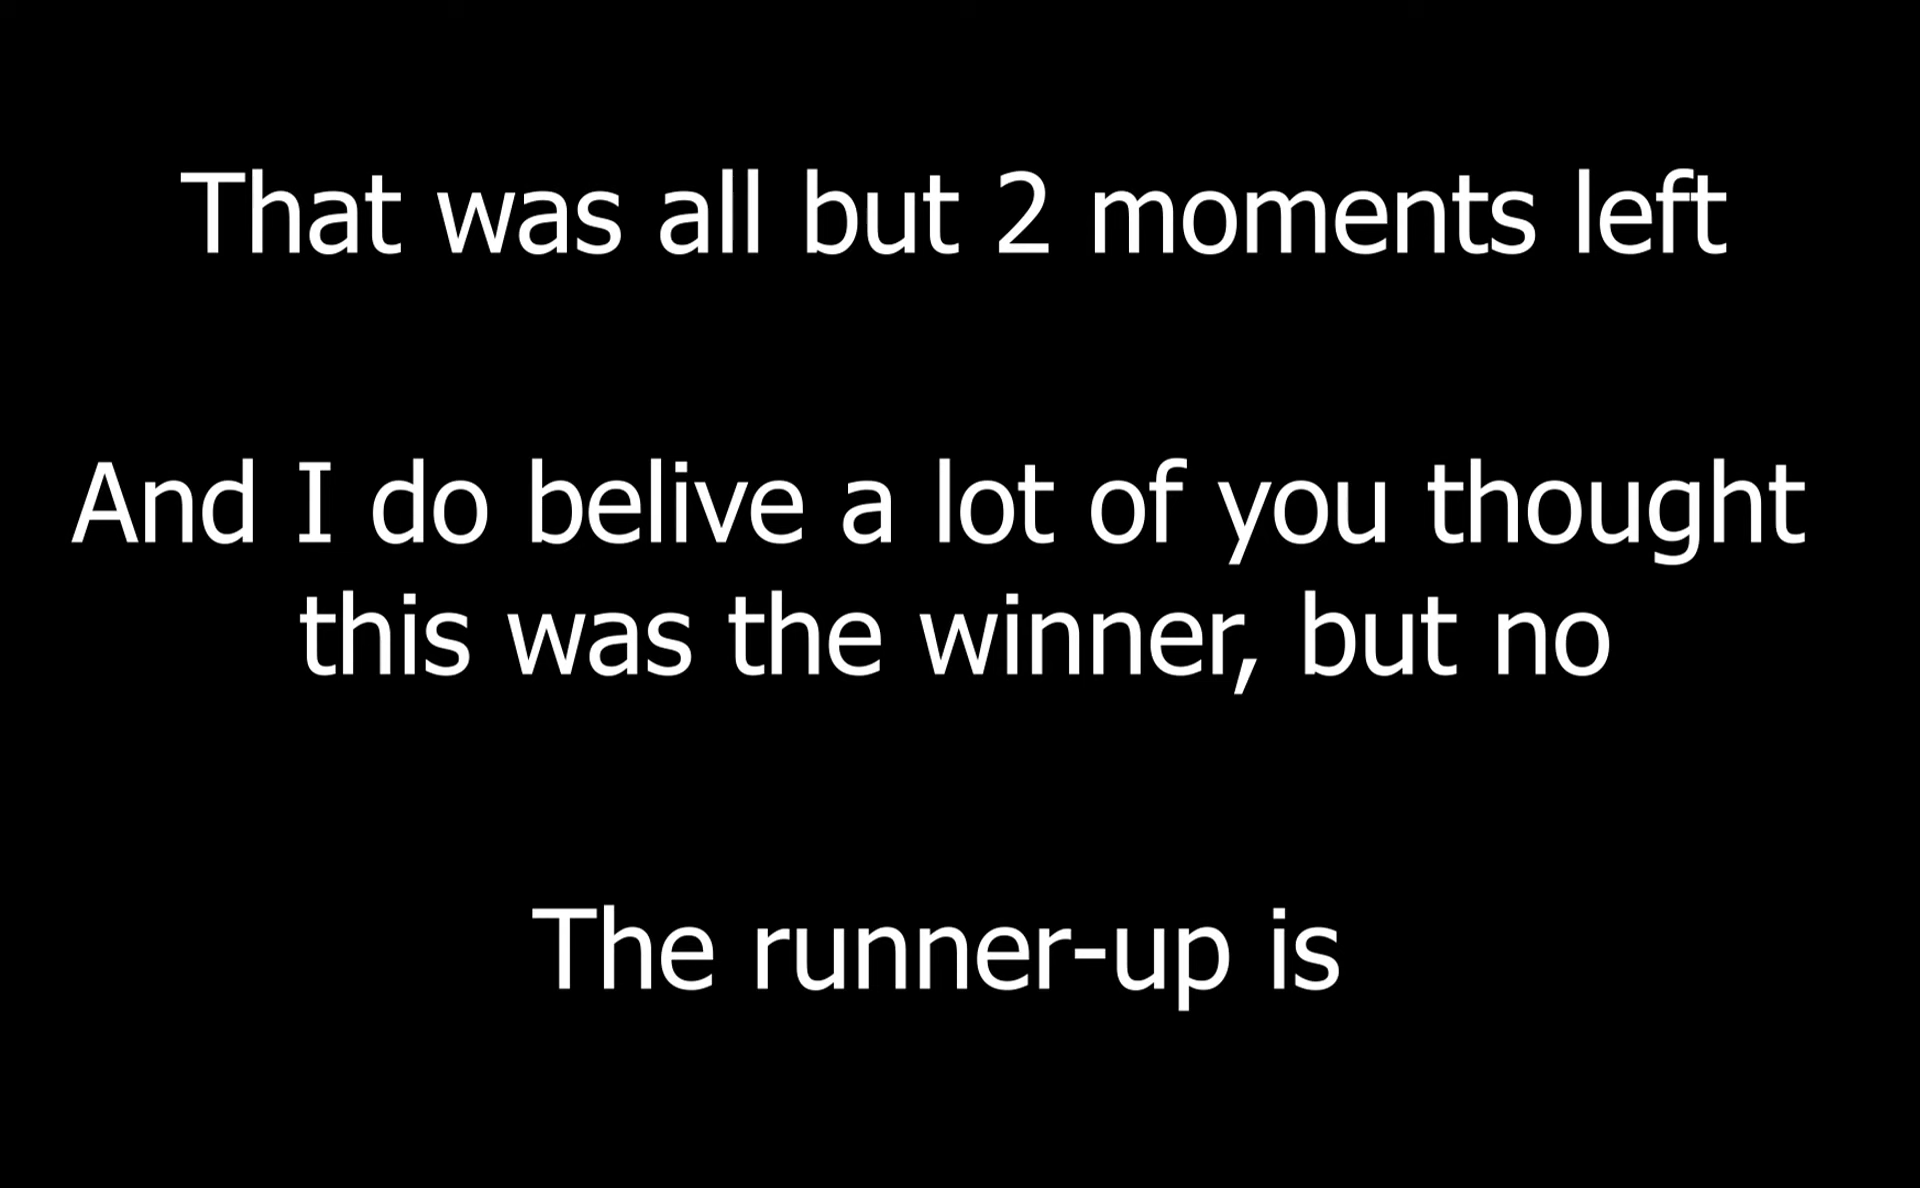 That was all but 2 moments left
And I do belive a lot of you thought
this was the winner, but no
The runner-up is